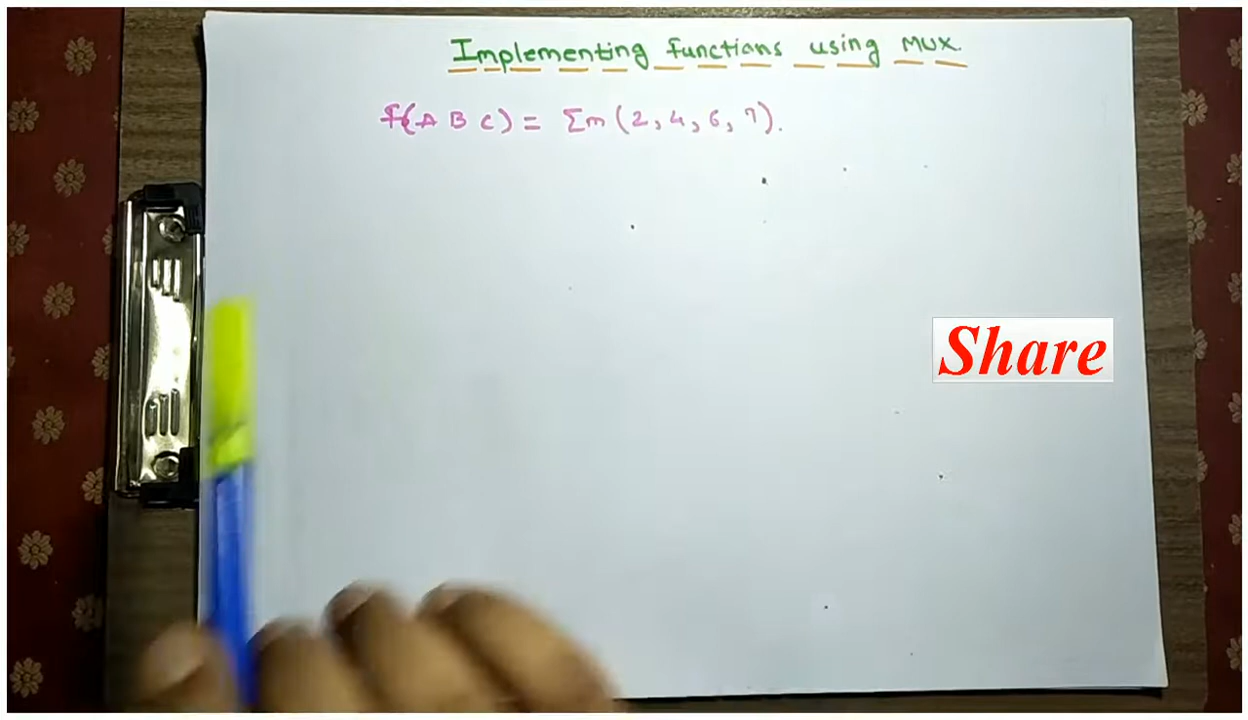 Implementing functions using MUX.
f(A B C) = Σm (2, 4, 6, 7).
Share